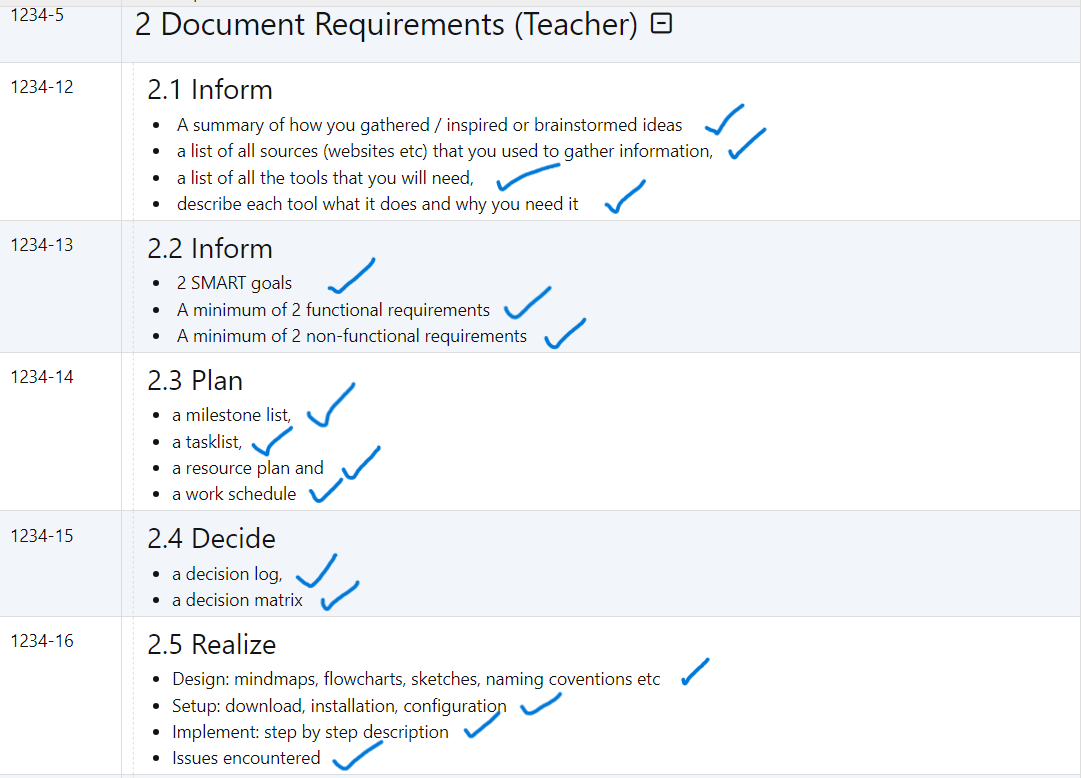 1234-5
2 Document Requirements (Teacher)
1234-12
2.1 Inform
• A summary of how you gathered / inspired or brainstormed ideas
• a list of all sources (websites etc) that you used to gather information,
• a list of all the tools that you will need,
• describe each tool what it does and why you need it
1234-13
2.2 Inform
• 2 SMART goals
• A minimum of 2 functional requirements
• A minimum of 2 non-functional requirements
1234-14
2.3 Plan
• a milestone list,
• a tasklist,
• a resource plan and
• a work schedule
1234-15
2.4 Decide
• a decision log,
• a decision matrix
1234-16
2.5 Realize
• Design: mindmaps, flowcharts, sketches, naming coventions etc
• Setup: download, installation, configuration
• Implement: step by step description
• Issues encountered